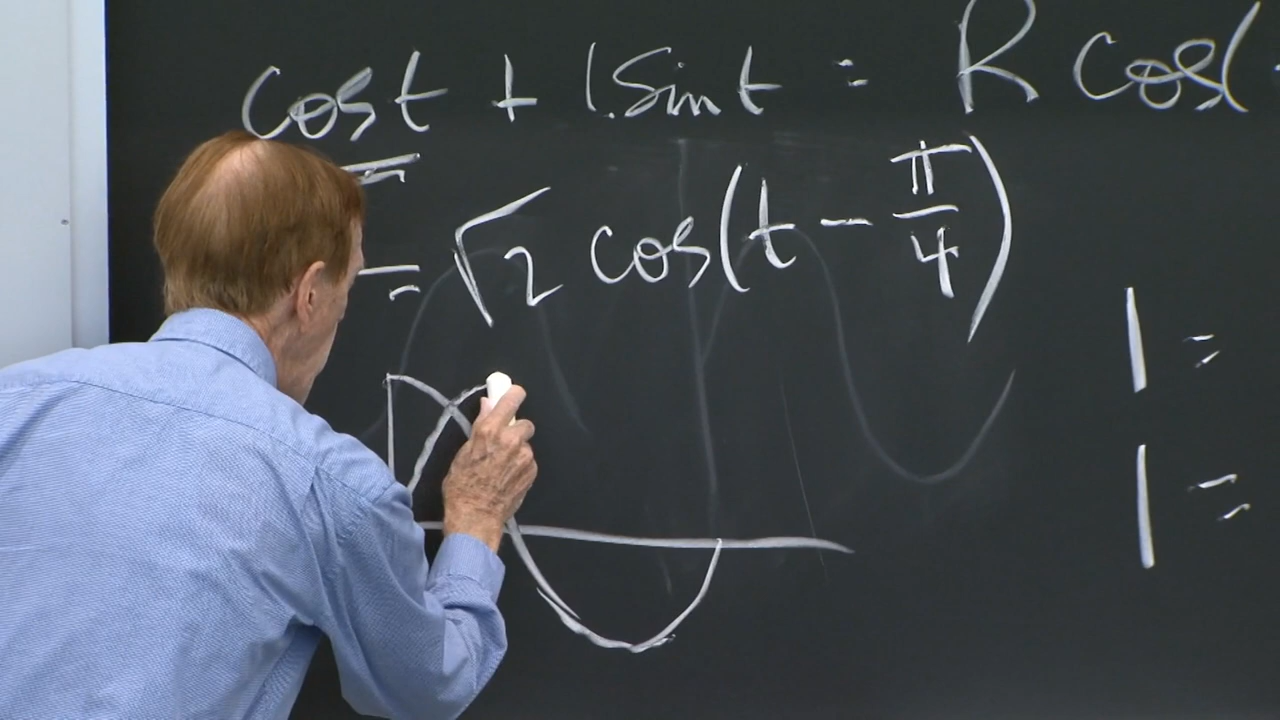 cos t + 1.sin t = R cos(
= √2 cos(t - π/4)
1 =
1 =